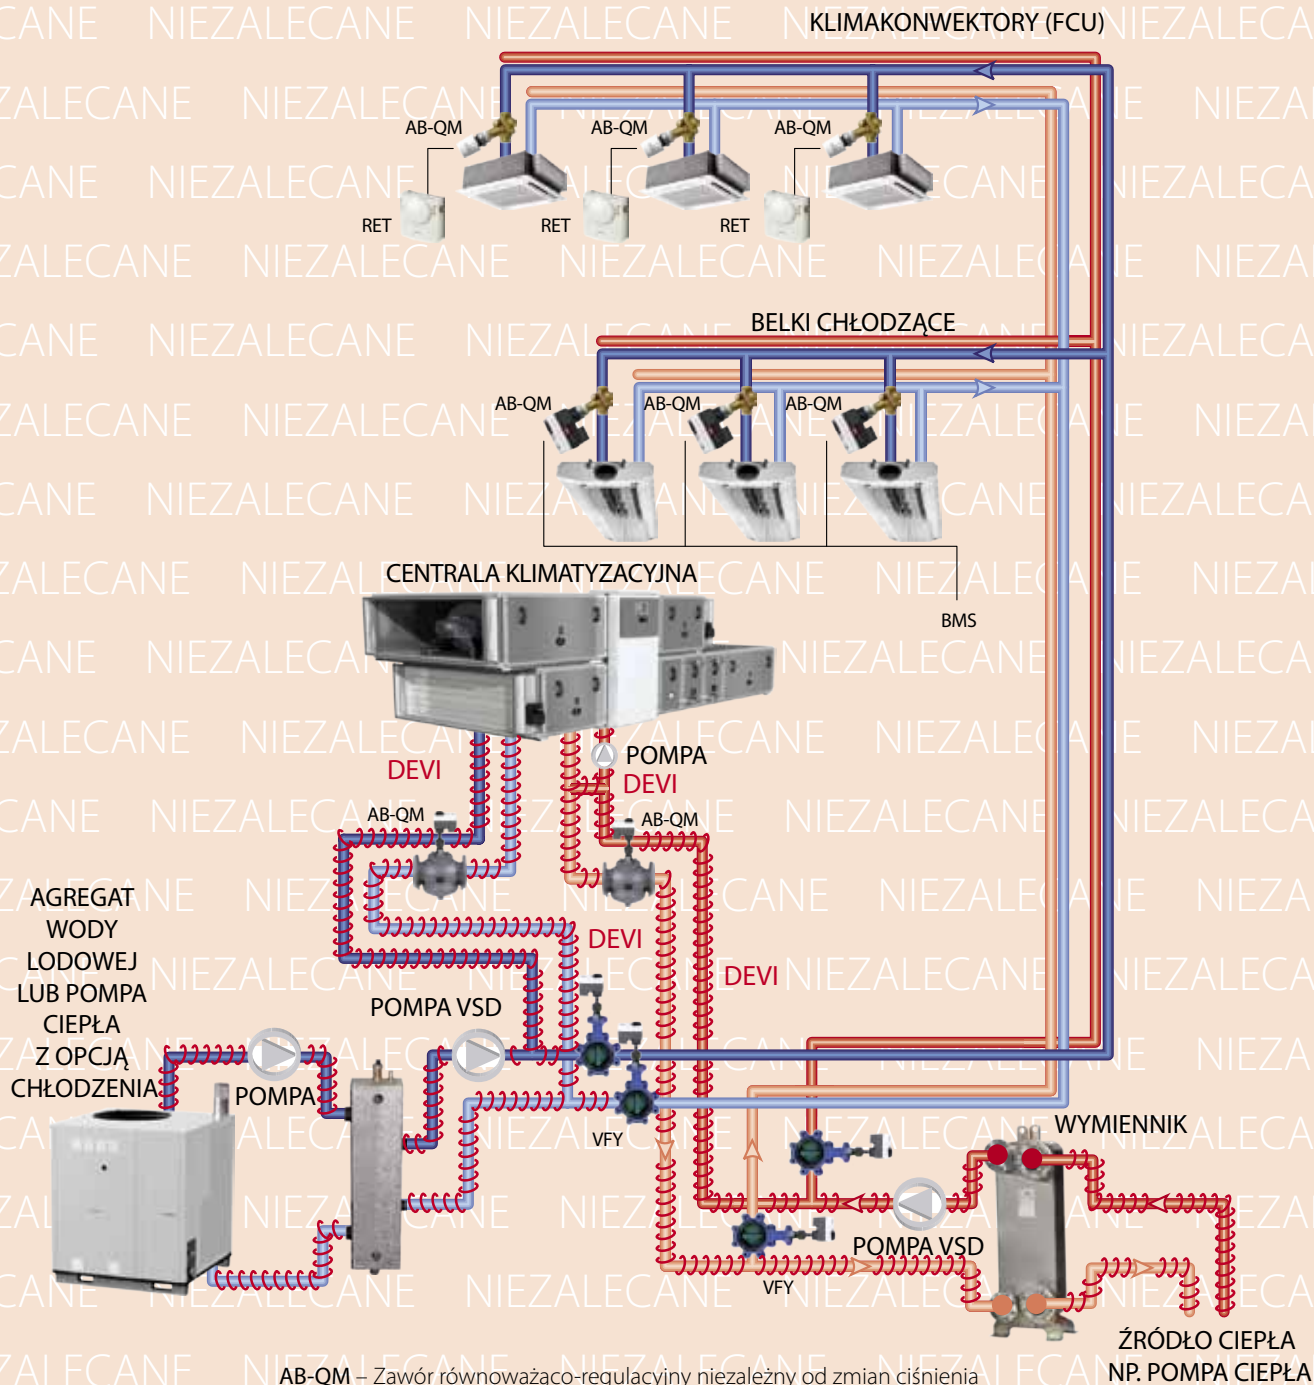 KLIMAKONWEKTORY (FCU)
AB-QM
AB-QM
AB-QM
RET
RET
RET
BELKI CHŁODZĄCE
AB-QM
AB-QM
AB-QM
BMS
CENTRALA KLIMATYZACYJNA
POMPA
DEVI
DEVI
AB-QM
AB-QM
AGREGAT
WODY
LODOWEJ
LUB POMPA
CIEPŁA
Z OPCJĄ
CHŁODZENIA
DEVI
DEVI
POMPA VSD
POMPA
VFY
WYMIENNIK
POMPA VSD
VFY
ŹRÓDŁO CIEPŁA
NP. POMPA CIEPŁA
AB-QM – Zawór równoważąco-regulacyjny niezależny od zmian ciśnienia
NIEZALECANE